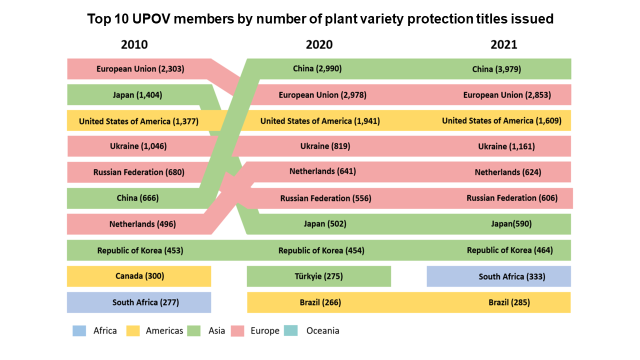 Top 10 UPOV members by number of plant variety protection titles issued
2010 2020 2021
European Union (2,303) China (2,990) China (3,979)
Japan (1,404) European Union (2,978) European Union (2,853)
United States of America (1,377) United States of America (1,941) United States of America (1,609)
Ukraine (1,046) Ukraine (819) Ukraine (1,161)
Russian Federation (680) Netherlands (641) Netherlands (624)
China (666) Russian Federation (556) Russian Federation (606)
Netherlands (496) Japan (502) Japan(590)
Republic of Korea (453) Republic of Korea (454) Republic of Korea (464)
Canada (300) Türkyie (275) South Africa (333)
South Africa (277) Brazil (266) Brazil (285)
Africa Americas Asia Europe Oceania